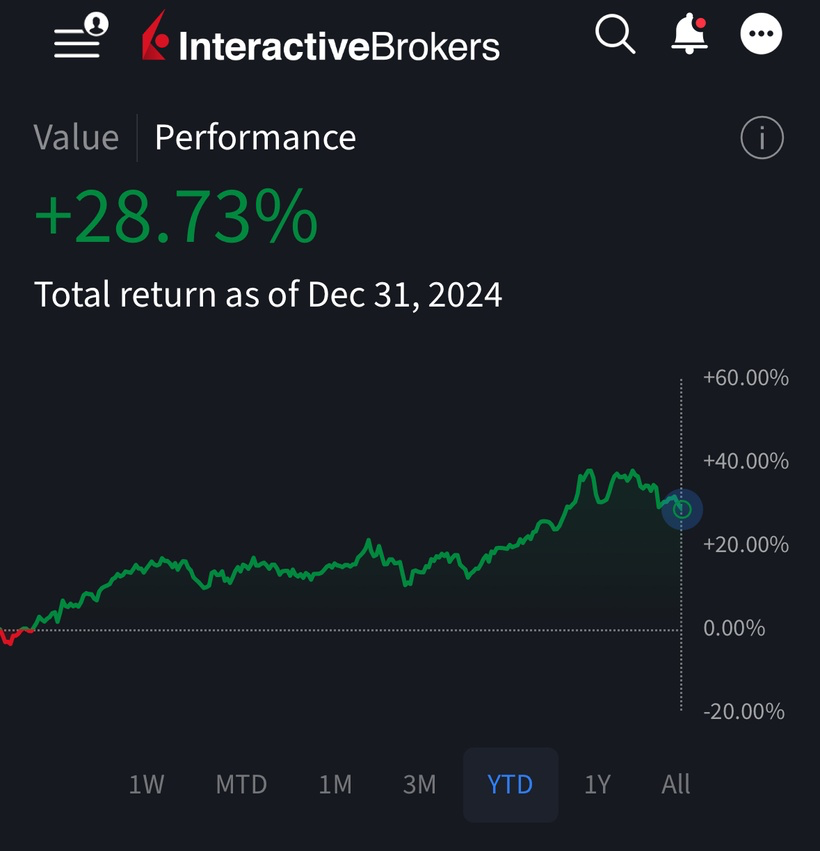 InteractiveBrokers
Value Performance
+28.73%
Total return as of Dec 31, 2024
+60.00%
+40.00%
+20.00%
0.00%
-20.00%
1W MTD 1M 3M YTD 1Y All